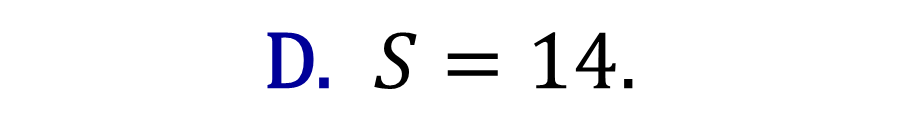 D. S = 14.